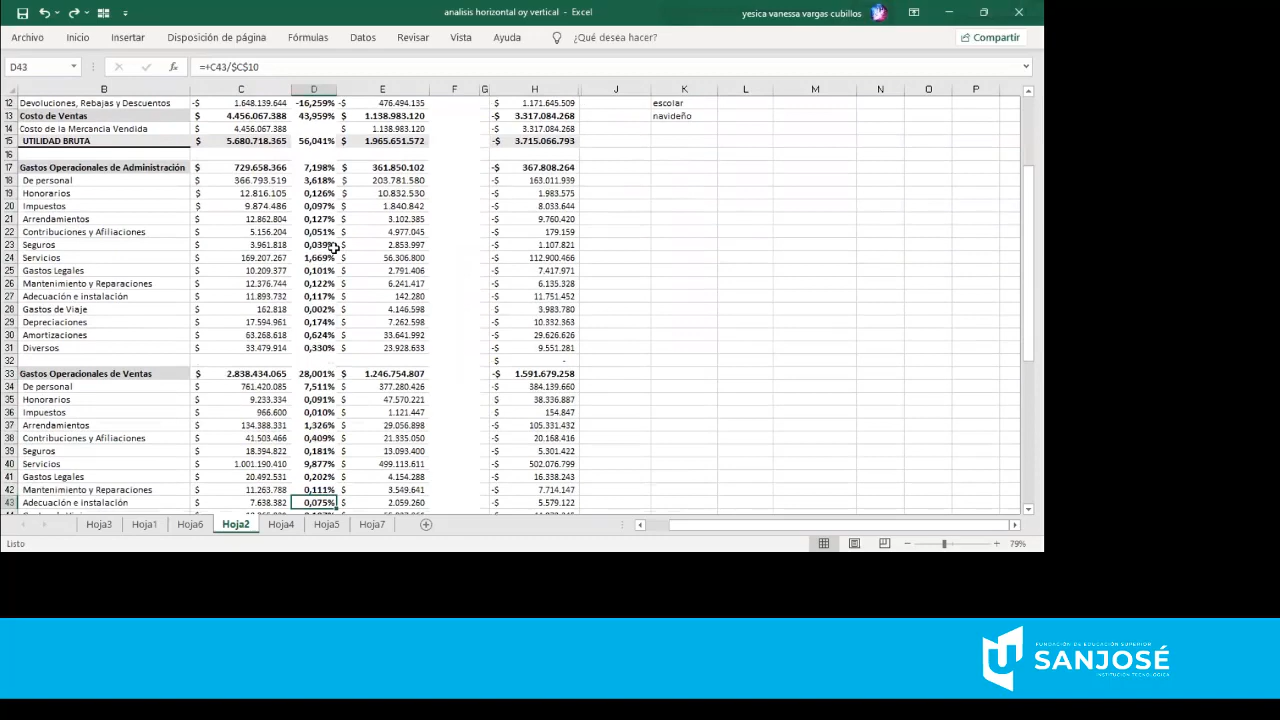 analisis horizontal oy vertical - Excel
yesica vanessa vargas cubillos
Archivo Inicio Insertar Disposición de página Fórmulas Datos Revisar Vista Ayuda ¿Qué desea hacer? Compartir
D43 fx =+C43/$C$10
B C D E F G H I J K L M N O P
12 Devoluciones, Rebajas y Descuentos -$ 1.648.139.644 -16,259% -$ 476.494.135 $ 1.171.645.509 escolar
13 Costo de Ventas $ 4.456.067.388 43,959% $ 1.138.983.120 -$ 3.317.084.268 navideño
14 Costo de la Mercancia Vendida 4.456.067.388 $ 1.138.983.120 -$ 3.317.084.268
15 UTILIDAD BRUTA $ 5.680.718.365 56,041% $ 1.965.651.572 -$ 3.715.066.793
16
17 Gastos Operacionales de Administración $ 729.658.366 7,198% $ 361.850.102 -$ 367.808.264
18 De personal $ 366.793.519 3,618% $ 203.781.580 -$ 163.011.939
19 Honorarios $ 12.816.105 0,126% $ 10.832.530 -$ 1.983.575
20 Impuestos $ 9.874.486 0,097% $ 1.840.842 -$ 8.033.644
21 Arrendamientos $ 12.862.804 0,127% $ 3.102.385 -$ 9.760.420
22 Contribuciones y Afiliaciones $ 5.156.204 0,051% $ 4.977.045 -$ 179.159
23 Seguros $ 3.961.818 0,039% $ 2.853.997 -$ 1.107.821
24 Servicios $ 169.207.267 1,669% $ 56.306.800 -$ 112.900.466
25 Gastos Legales $ 10.209.377 0,101% $ 2.791.406 -$ 7.417.971
26 Mantenimiento y Reparaciones $ 12.376.744 0,122% $ 6.241.417 -$ 6.135.328
27 Adecuación e instalación $ 11.893.732 0,117% $ 142.280 -$ 11.751.452
28 Gastos de Viaje $ 162.818 0,002% $ 4.146.598 $ 3.983.780
29 Depreciaciones $ 17.594.961 0,174% $ 7.262.598 -$ 10.332.363
30 Amortizaciones $ 63.268.618 0,624% $ 33.641.992 -$ 29.626.626
31 Diversos $ 33.479.914 0,330% $ 23.928.633 -$ 9.551.281
32 $ -
33 Gastos Operacionales de Ventas $ 2.838.434.065 28,001% $ 1.246.754.807 -$ 1.591.679.258
34 De personal $ 761.420.085 7,511% $ 377.280.426 -$ 384.139.660
35 Honorarios $ 9.233.334 0,091% $ 47.570.221 $ 38.336.887
36 Impuestos $ 966.600 0,010% $ 1.121.447 $ 154.847
37 Arrendamientos $ 134.388.331 1,326% $ 29.056.898 -$ 105.331.432
38 Contribuciones y Afiliaciones $ 41.503.466 0,409% $ 21.335.050 -$ 20.168.416
39 Seguros $ 18.394.822 0,181% $ 13.093.400 -$ 5.301.422
40 Servicios $ 1.001.190.410 9,877% $ 499.113.611 -$ 502.076.799
41 Gastos Legales $ 20.492.531 0,202% $ 4.154.288 -$ 16.338.243
42 Mantenimiento y Reparaciones $ 11.263.788 0,111% $ 3.549.641 -$ 7.714.147
43 Adecuación e instalación $ 7.638.382 0,075% $ 2.059.260 -$ 5.579.122
Hoja3 Hoja1 Hoja6 Hoja2 Hoja4 Hoja5 Hoja7
Listo 79%
FUNDACIÓN DE EDUCACIÓN SUPERIOR
SANJOSÉ
INSTITUCIÓN TECNOLÓGICA